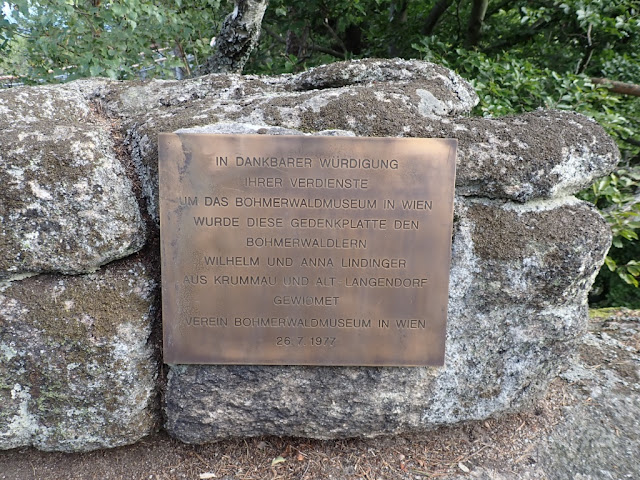 IN DANKBARER WÜRDIGUNG
IHRER VERDIENSTE
UM DAS BÖHMERWALDMUSEUM IN WIEN
WURDE DIESE GEDENKPLATTE DEN
BÖHMERWÄLDLERN
WILHELM UND ANNA LINDINGER
AUS KRUMMAU UND ALT. LANGENDORF
GEWIDMET
VEREIN BÖHMERWALDMUSEUM IN WIEN
26. 7. 1977